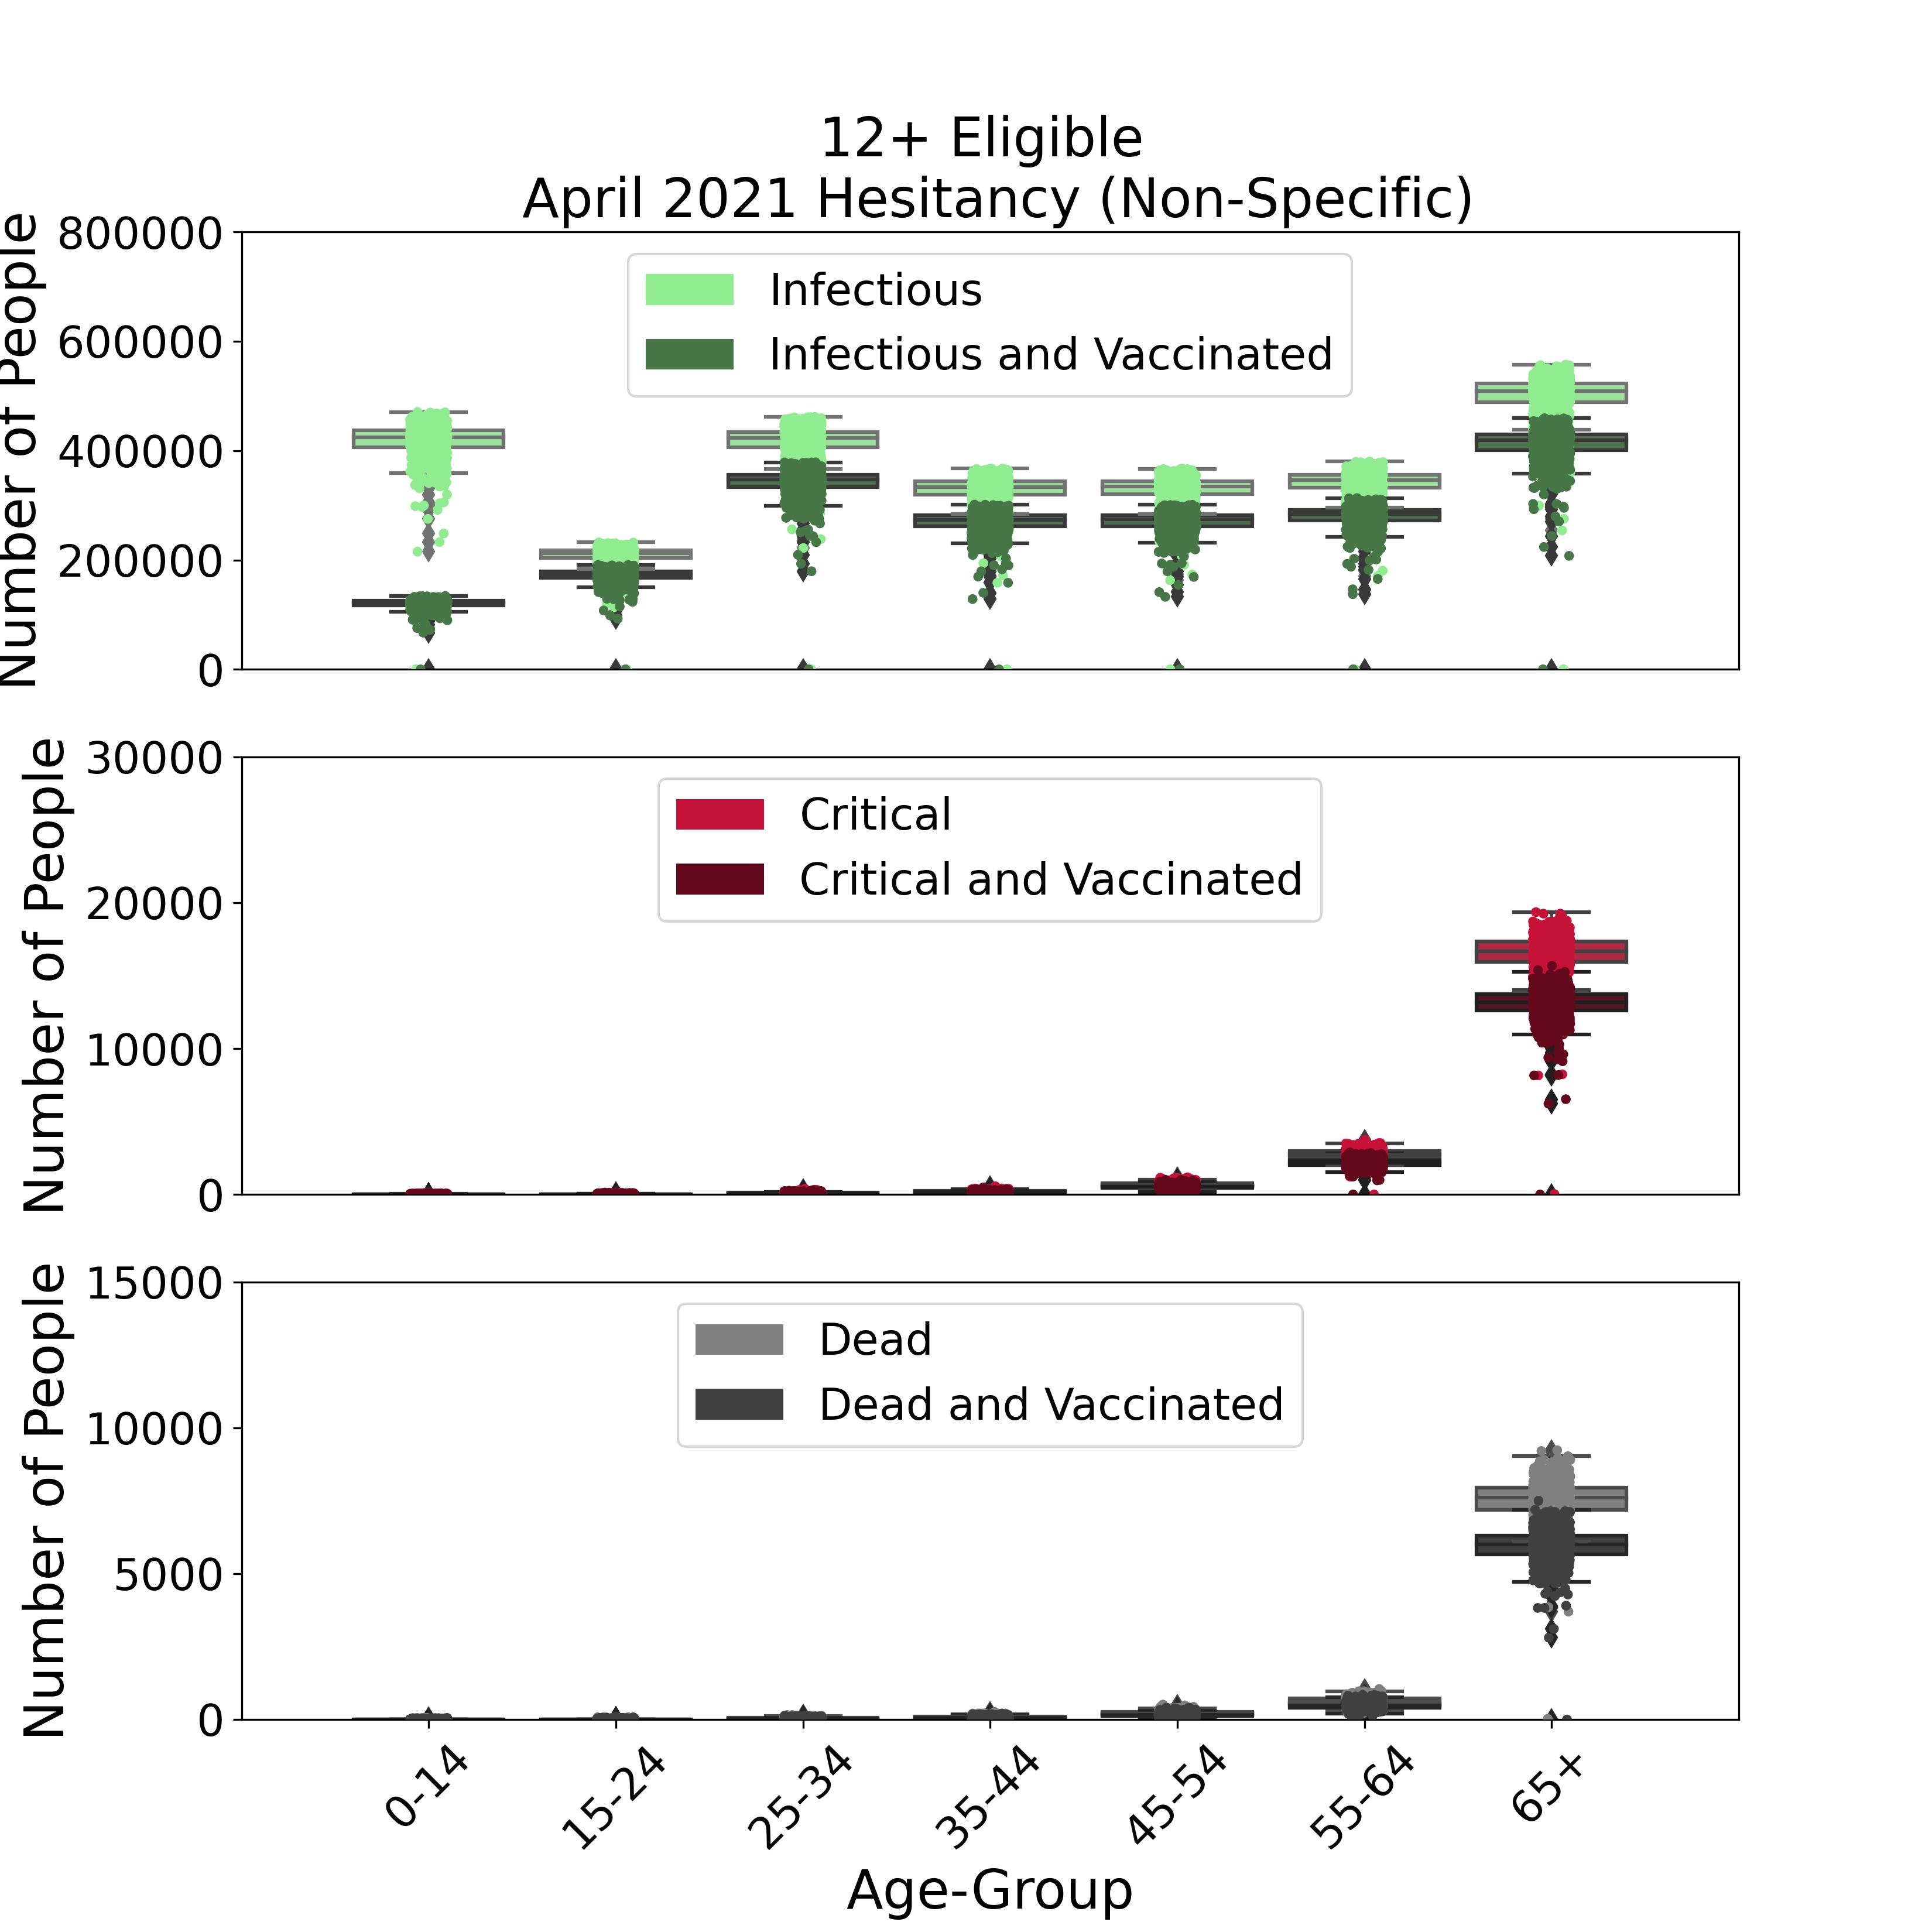 12+ Eligible
April 2021 Hesitancy (Non-Specific)
Number of People
800000
600000
400000
200000
0
Infectious
Infectious and Vaccinated
Number of People
30000
20000
10000
0
Critical
Critical and Vaccinated
Number of People
15000
10000
5000
0
Dead
Dead and Vaccinated
0-14
15-24
25-34
35-44
45-54
55-64
65+
Age-Group